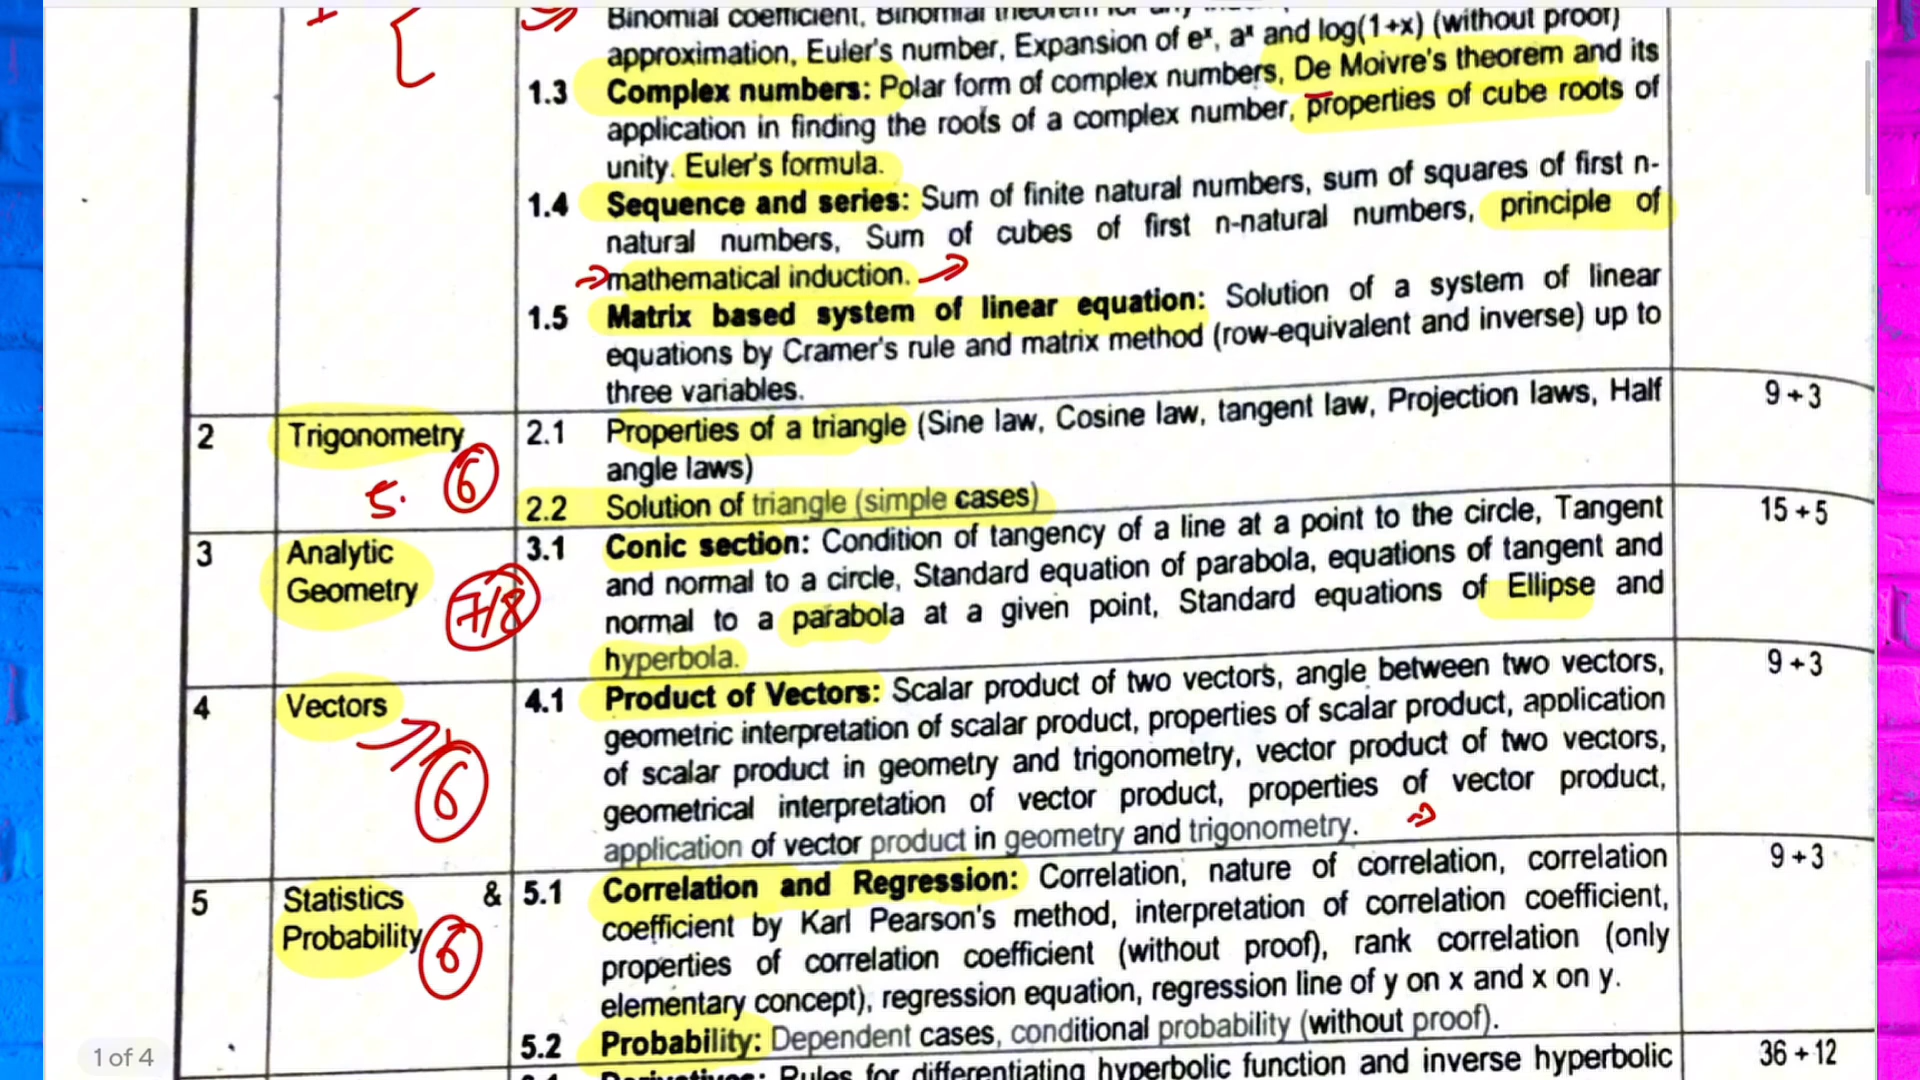 Binomial coefficient, Binomial theorem for any
approximation, Euler's number, Expansion of eˣ, aˣ and log(1+x) (without proof)
1.3 Complex numbers: Polar form of complex numbers, De Moivre's theorem and its
application in finding the roots of a complex number, properties of cube roots of
unity. Euler's formula.
1.4 Sequence and series: Sum of finite natural numbers, sum of squares of first n-
natural numbers, Sum of cubes of first n-natural numbers, principle of
mathematical induction.
1.5 Matrix based system of linear equation: Solution of a system of linear
equations by Cramer's rule and matrix method (row-equivalent and inverse) up to
three variables.
2 Trigonometry 2.1 Properties of a triangle (Sine law, Cosine law, tangent law, Projection laws, Half 9+3
angle laws)
5. 6
2.2 Solution of triangle (simple cases)
3 Analytic 3.1 Conic section: Condition of tangency of a line at a point to the circle, Tangent 15+5
Geometry and normal to a circle, Standard equation of parabola, equations of tangent and
7/8 normal to a parabola at a given point, Standard equations of Ellipse and
hyperbola.
4 Vectors 4.1 Product of Vectors: Scalar product of two vectors, angle between two vectors, 9+3
geometric interpretation of scalar product, properties of scalar product, application
6 of scalar product in geometry and trigonometry, vector product of two vectors,
geometrical interpretation of vector product, properties of vector product,
application of vector product in geometry and trigonometry.
5 Statistics & 5.1 Correlation and Regression: Correlation, nature of correlation, correlation 9+3
Probability coefficient by Karl Pearson's method, interpretation of correlation coefficient,
6 properties of correlation coefficient (without proof), rank correlation (only
elementary concept), regression equation, regression line of y on x and x on y.
5.2 Probability: Dependent cases, conditional probability (without proof).
Derivatives: Rules for differentiating hyperbolic function and inverse hyperbolic 36+12
1 of 4